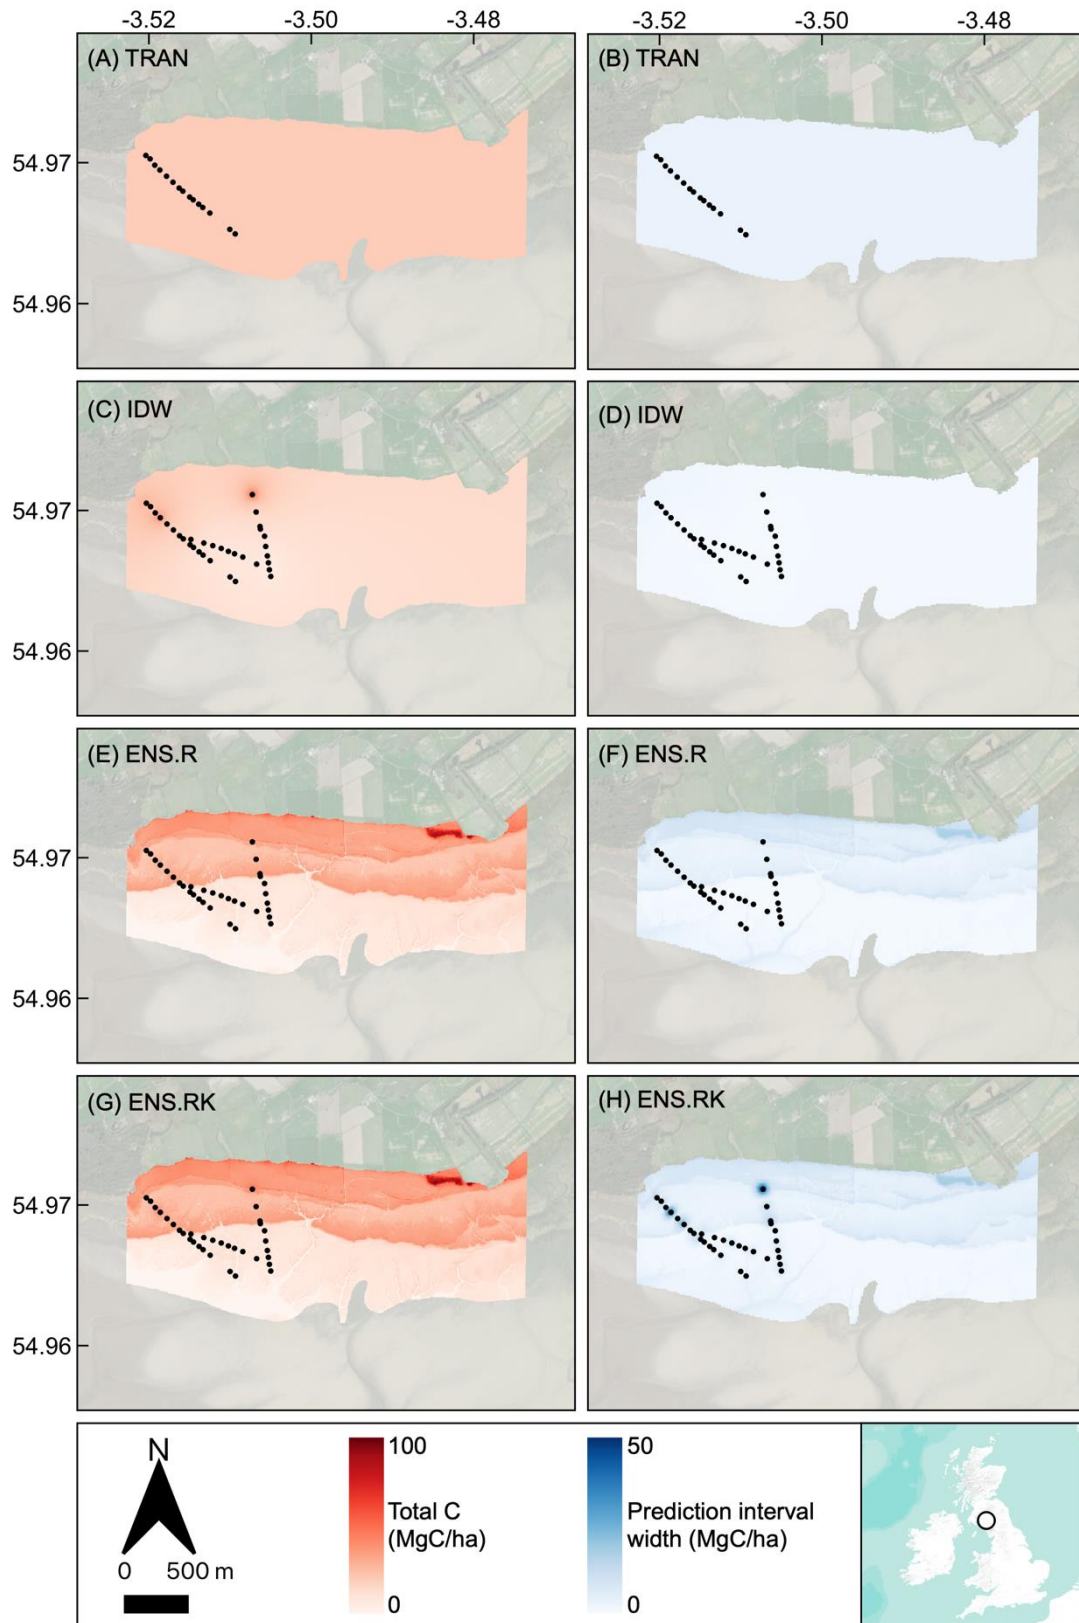 -3.52 -3.50 -3.48 -3.52 -3.50 -3.48
(A) TRAN (B) TRAN
54.97
54.96
(C) IDW (D) IDW
54.97
54.96
(E) ENS.R (F) ENS.R
54.97
54.96
(G) ENS.RK (H) ENS.RK
54.97
54.96
N
0 500 m
100
Total C
(MgC/ha)
0
50
Prediction interval
width (MgC/ha)
0